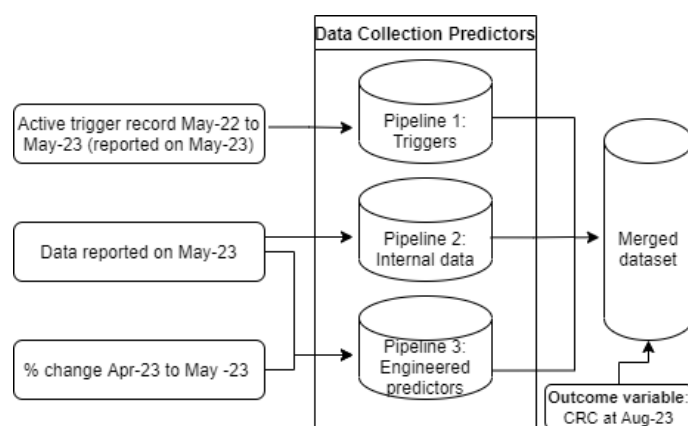 Data Collection Predictors
Active trigger record May-22 to
May-23 (reported on May-23)
Pipeline 1:
Triggers
Data reported on May-23
Pipeline 2:
Internal data
Merged
dataset
% change Apr-23 to May -23
Pipeline 3:
Engineered
predictors
Outcome variable:
CRC at Aug-23